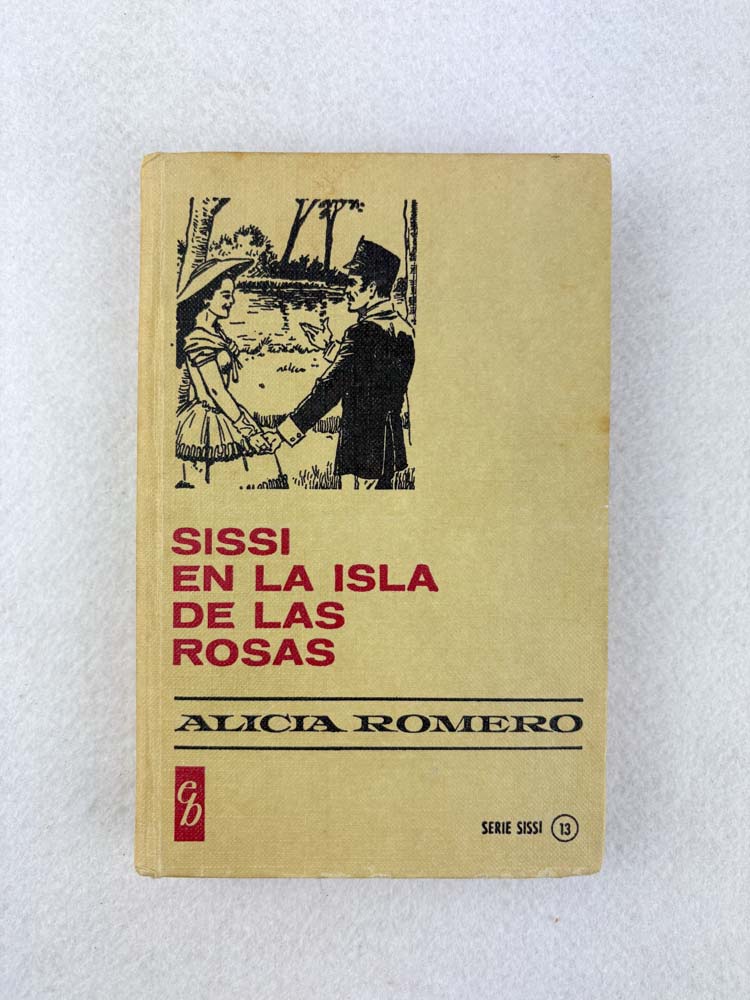 SISSI
EN LA ISLA
DE LAS
ROSAS
ALICIA ROMERO
eb
SERIE SISSI 13